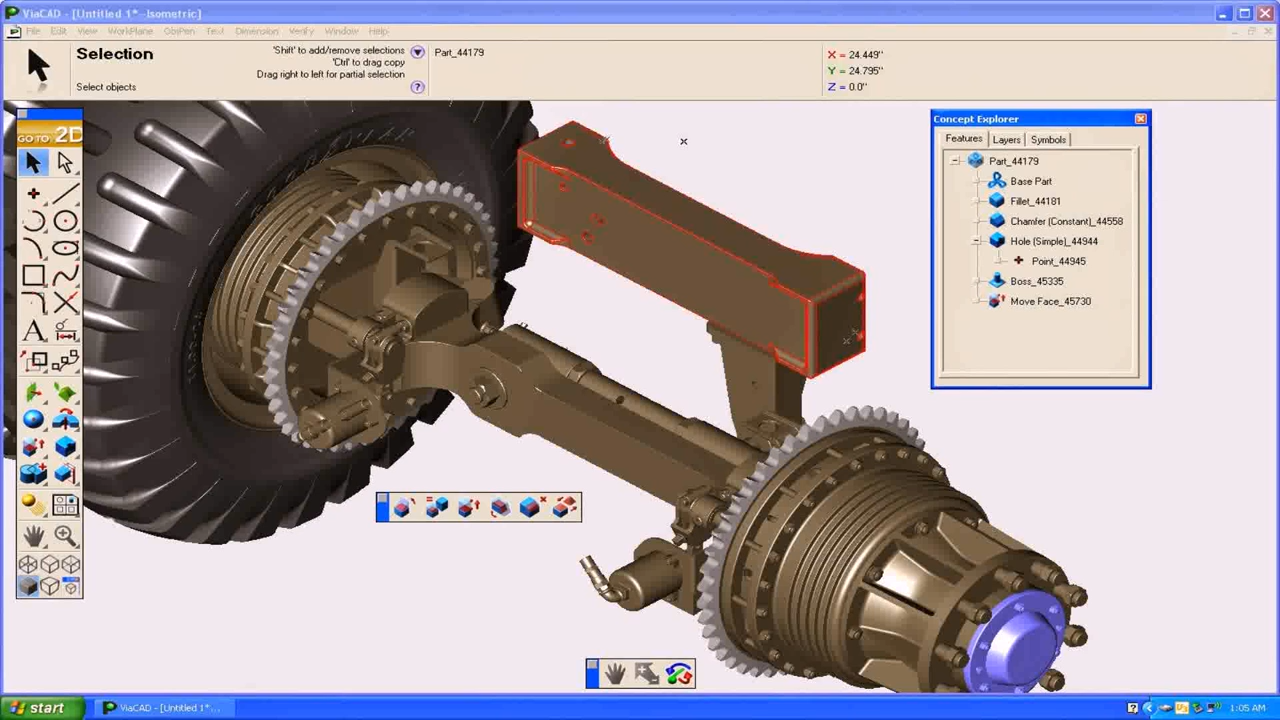 ViaCAD - [Untitled 1* -Isometric]
File Edit View WorkPlane ObjPen Text Dimension Verify Window Help
Selection
'Shift' to add/remove selections
'Ctrl' to drag copy
Drag right to left for partial selection
Select objects
?
Part_44179
X = 24.449"
Y = 24.795"
Z = 0.0"
GO TO: 2D
A
Concept Explorer
Features Layers Symbols
Part_44179
Base Part
Fillet_44181
Chamfer (Constant)_44558
Hole (Simple)_44944
Point_44945
Boss_45335
Move Face_45730
start
ViaCAD - [Untitled 1*...
?
1:05 AM